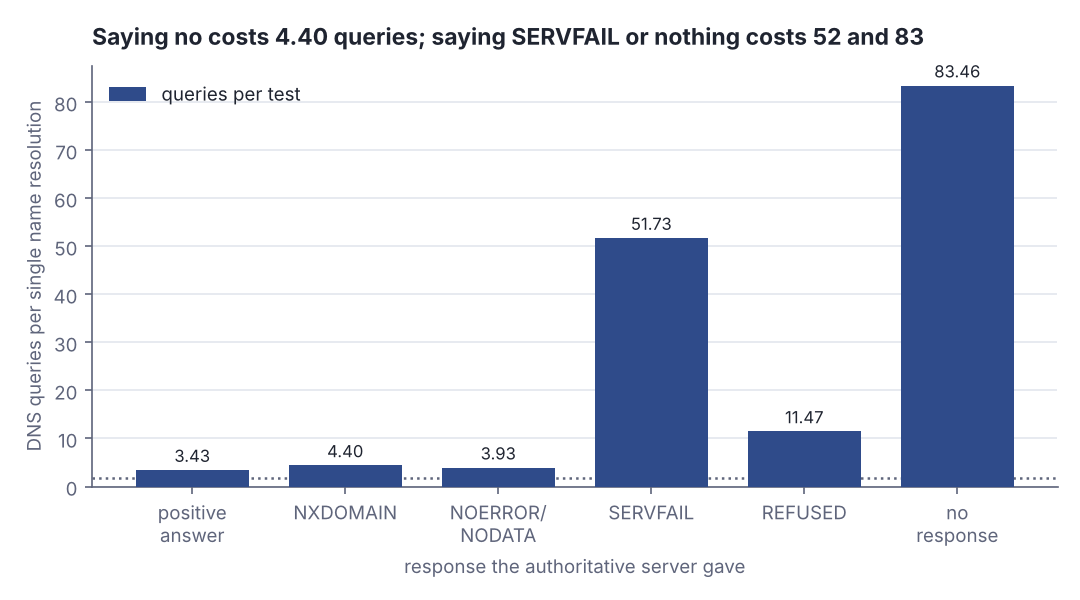 Saying no costs 4.40 queries; saying SERVFAIL or nothing costs 52 and 83
queries per test
DNS queries per single name resolution
80
70
60
50
40
30
20
10
0
3.43
4.40
3.93
51.73
11.47
83.46
positive
answer
NXDOMAIN
NOERROR/
NODATA
SERVFAIL
REFUSED
no
response
response the authoritative server gave